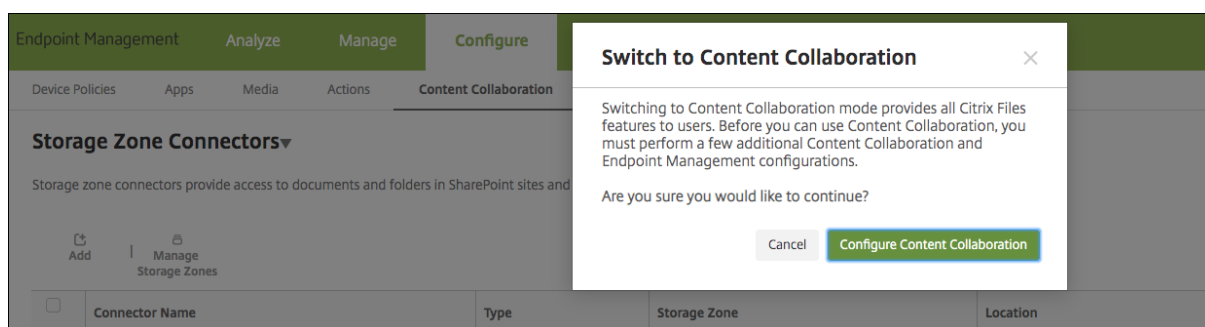 Endpoint Management Analyze Manage Configure
Device Policies Apps Media Actions Content Collaboration
Storage Zone Connectors
Storage zone connectors provide access to documents and folders in SharePoint sites and
Add Manage
Storage Zones
Connector Name Type Storage Zone Location
Switch to Content Collaboration
Switching to Content Collaboration mode provides all Citrix Files
features to users. Before you can use Content Collaboration, you
must perform a few additional Content Collaboration and
Endpoint Management configurations.
Are you sure you would like to continue?
Cancel Configure Content Collaboration